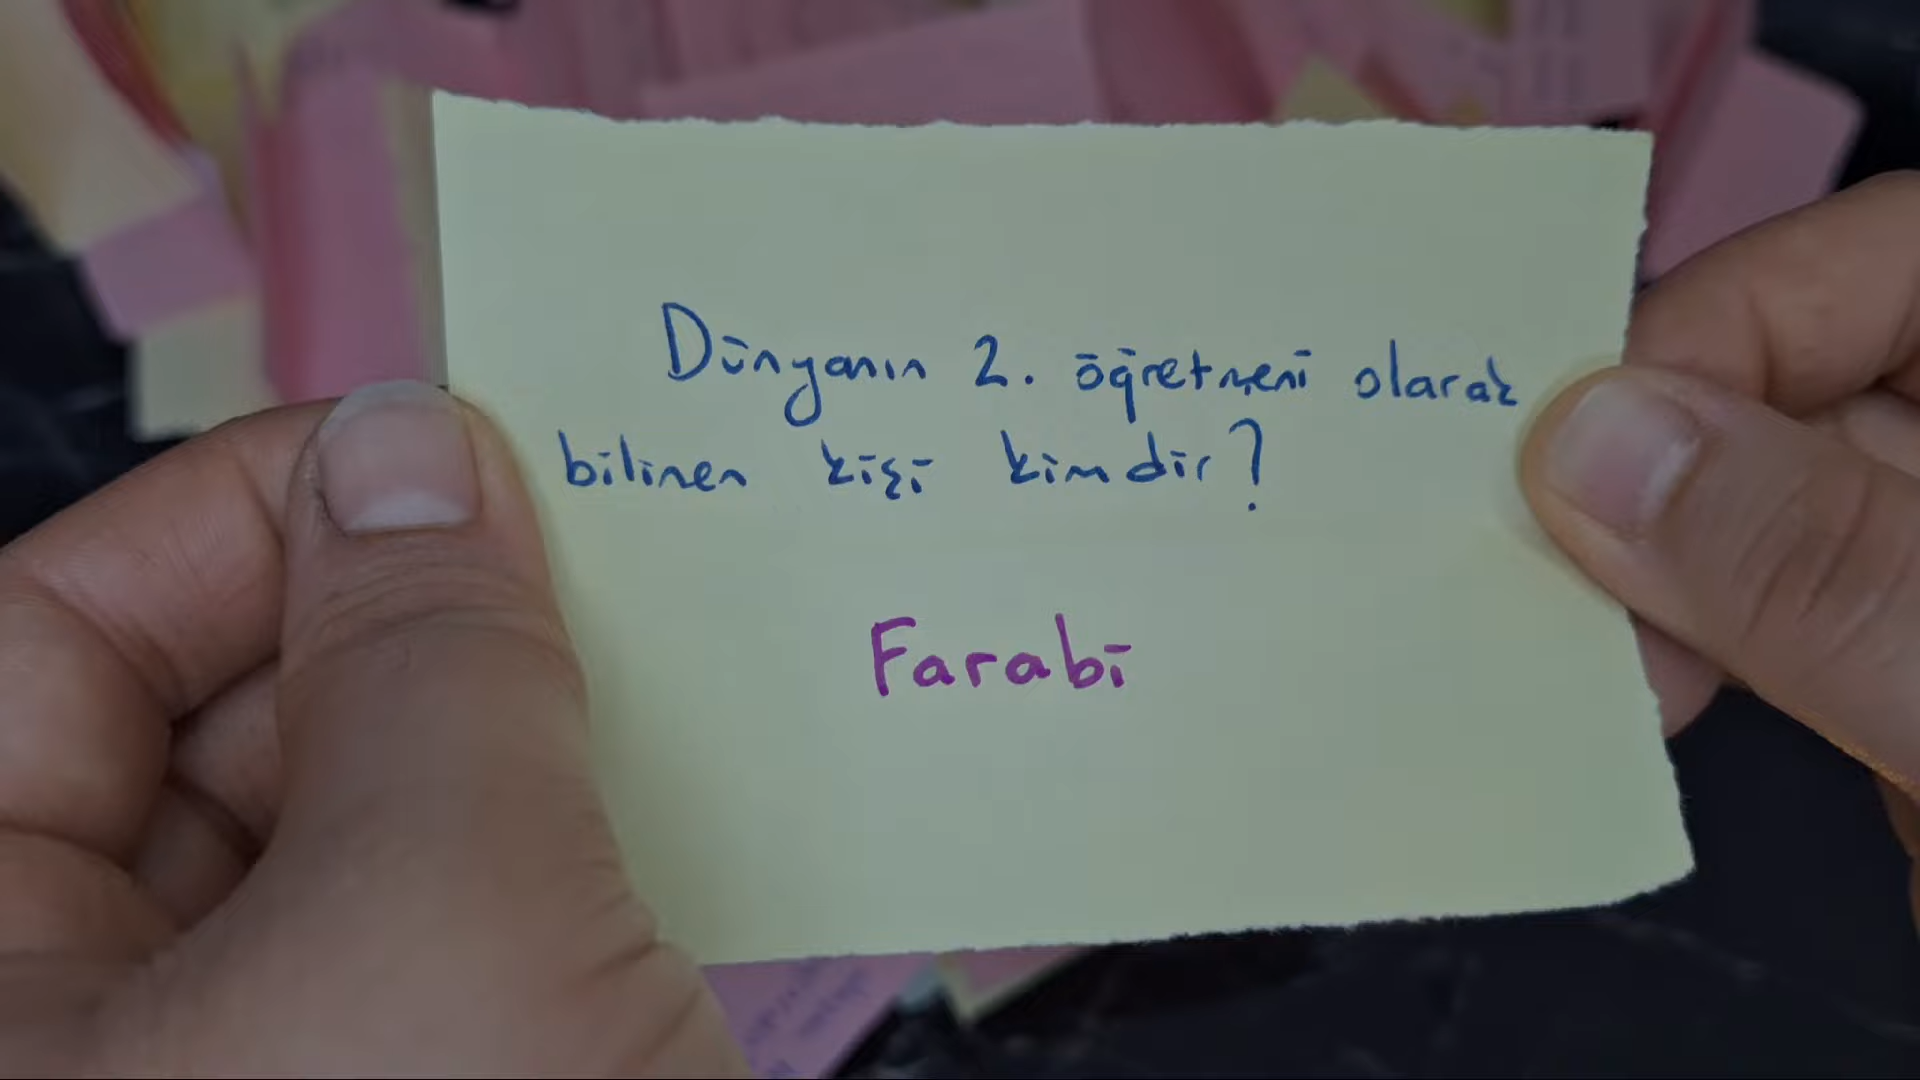 Dünyanın 2. öğretmeni olarak
bilinen kişi kimdir?
Farabi